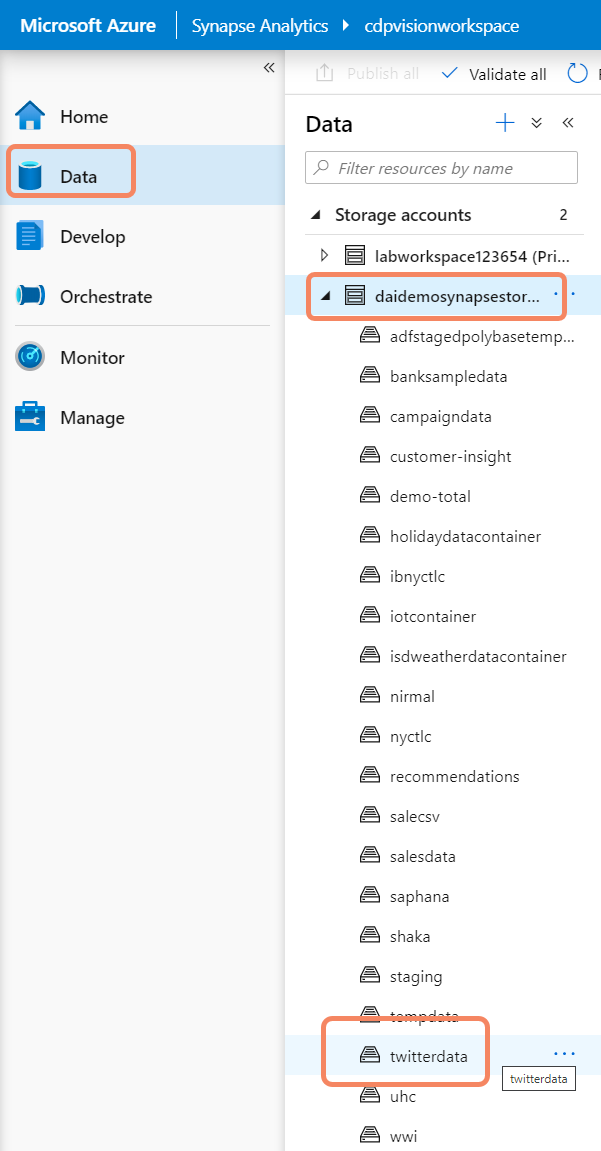 Microsoft Azure Synapse Analytics cdpvisionworkspace
Publish all Validate all
Home
Data
Develop
Orchestrate
Monitor
Manage
Data
Filter resources by name
Storage accounts 2
labworkspace123654 (Pri...
daidemosynapsestor...
adfstagedpolybasetemp...
banksampledata
campaigndata
customer-insight
demo-total
holidaydatacontainer
ibnyctlc
iotcontainer
isdweatherdatacontainer
nirmal
nyctlc
recommendations
salecsv
salesdata
saphana
shaka
staging
tempdata
twitterdata
twitterdata
uhc
wwi